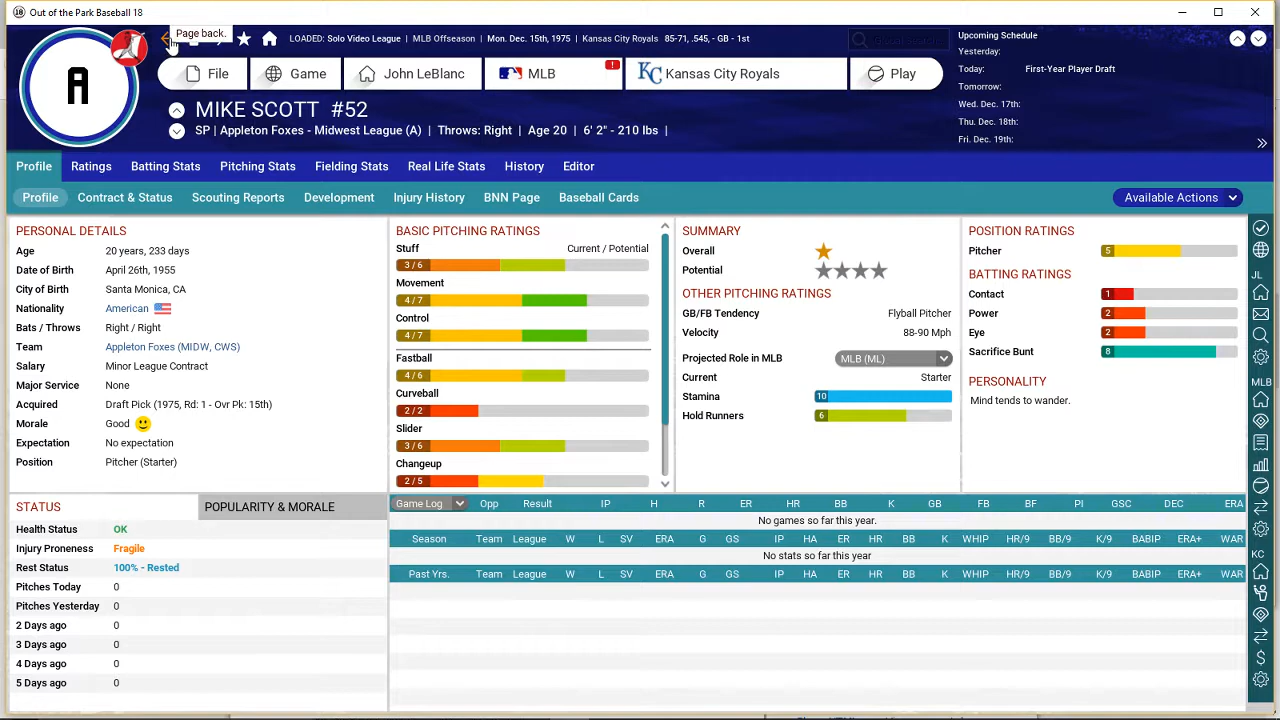 Out of the Park Baseball 18
Page back.
LOADED: Solo Video League | MLB Offseason | Mon. Dec. 15th, 1975 | Kansas City Royals 85-71, .545, - GB - 1st
Upcoming Schedule
Yesterday:
Today: First-Year Player Draft
Tomorrow:
Wed. Dec. 17th:
Thu. Dec. 18th:
Fri. Dec. 19th:
File Game John LeBlanc MLB ! KC Kansas City Royals Play
A
MIKE SCOTT #52
SP | Appleton Foxes - Midwest League (A) | Throws: Right | Age 20 | 6' 2" - 210 lbs |
Profile Ratings Batting Stats Pitching Stats Fielding Stats Real Life Stats History Editor
Profile Contract & Status Scouting Reports Development Injury History BNN Page Baseball Cards Available Actions
PERSONAL DETAILS
Age 20 years, 233 days
Date of Birth April 26th, 1955
City of Birth Santa Monica, CA
Nationality American
Bats / Throws Right / Right
Team Appleton Foxes (MIDW, CWS)
Salary Minor League Contract
Major Service None
Acquired Draft Pick (1975, Rd: 1 - Ovr Pk: 15th)
Morale Good
Expectation No expectation
Position Pitcher (Starter)
BASIC PITCHING RATINGS
Stuff Current / Potential
3 / 6
Movement
4 / 7
Control
4 / 7
Fastball
4 / 6
Curveball
2 / 2
Slider
3 / 6
Changeup
2 / 5
SUMMARY
Overall
Potential
OTHER PITCHING RATINGS
GB/FB Tendency Flyball Pitcher
Velocity 88-90 Mph
Projected Role in MLB MLB (ML)
Current Starter
Stamina 10
Hold Runners 6
POSITION RATINGS
Pitcher 5
BATTING RATINGS
Contact 1
Power 2
Eye 2
Sacrifice Bunt 8
PERSONALITY
Mind tends to wander.
JL
MLB
KC
STATUS POPULARITY & MORALE
Health Status OK
Injury Proneness Fragile
Rest Status 100% - Rested
Pitches Today 0
Pitches Yesterday 0
2 Days ago 0
3 Days ago 0
4 Days ago 0
5 Days ago 0
Game Log Opp Result IP H R ER HR BB K GB FB BF PI GSC DEC ERA
No games so far this year.
Season Team League W L SV ERA G GS IP HA ER HR BB K WHIP HR/9 BB/9 K/9 BABIP ERA+ WAR
No stats so far this year
Past Yrs. Team League W L SV ERA G GS IP HA ER HR BB K WHIP HR/9 BB/9 K/9 BABIP ERA+ WAR